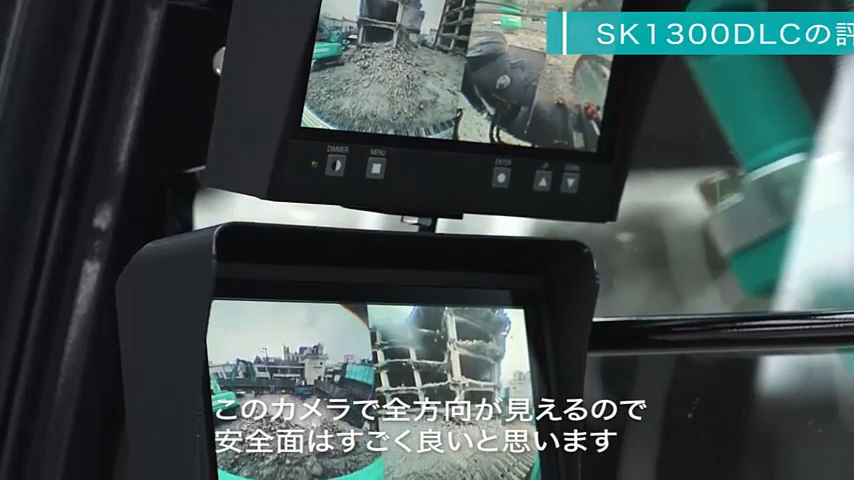 SK1300DLCの評
DIMMER
MENU
ENTER
このカメラで全方向が見えるので
安全面はすごく良いと思います